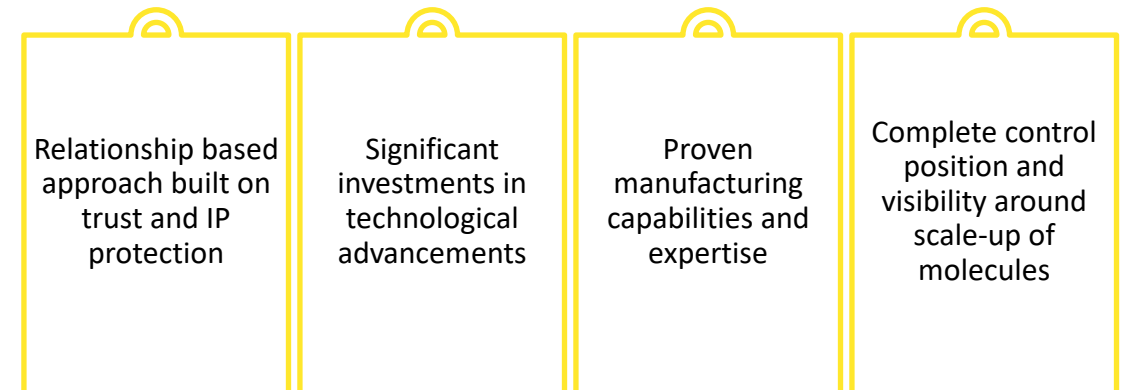 Relationship based
approach built on
trust and IP
protection
Significant
investments in
technological
advancements
Proven
manufacturing
capabilities and
expertise
Complete control
position and
visibility around
scale-up of
molecules